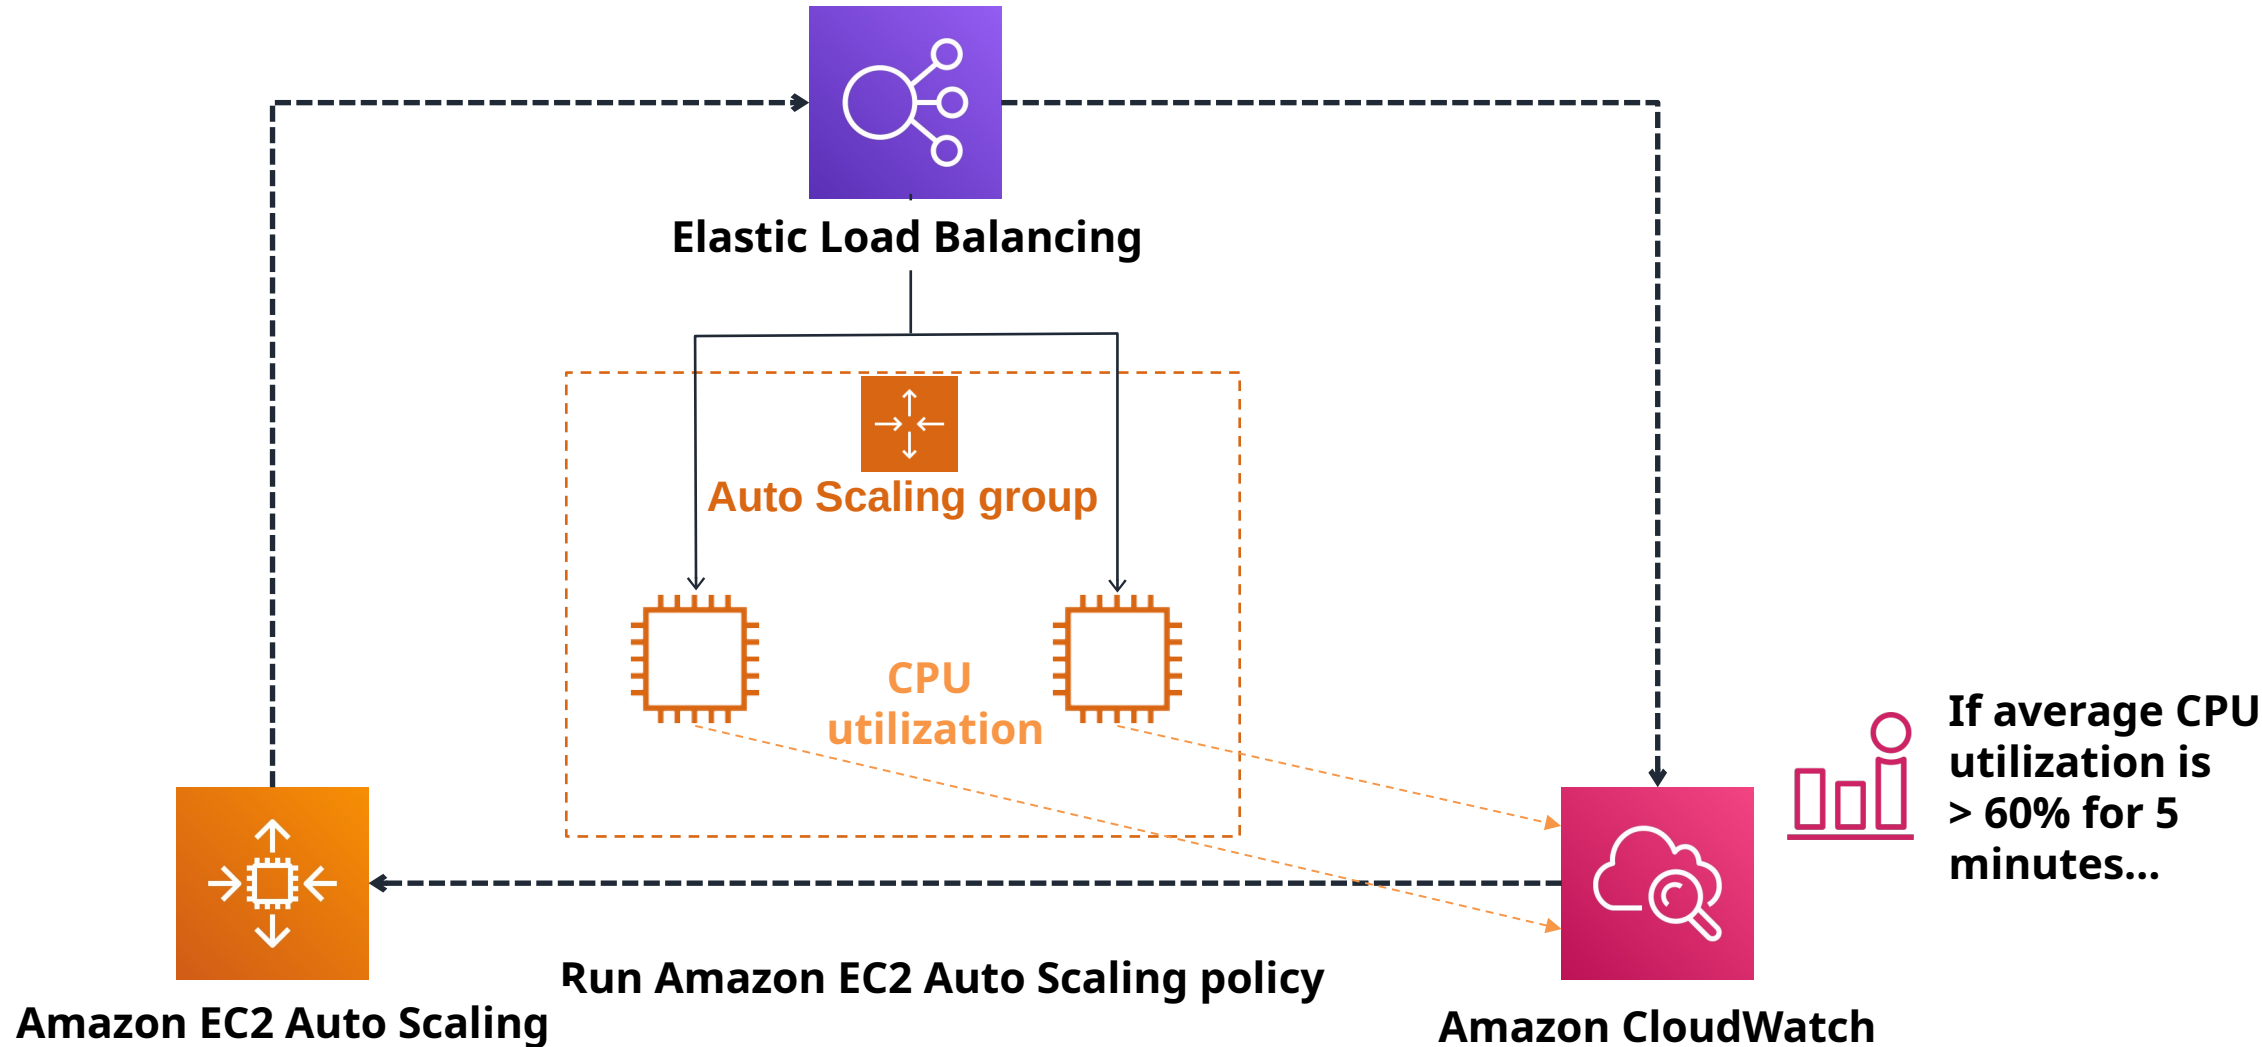 Elastic Load Balancing
Auto Scaling group
CPU
utilization
If average CPU
utilization is
> 60% for 5
minutes...
Run Amazon EC2 Auto Scaling policy
Amazon EC2 Auto Scaling
Amazon CloudWatch